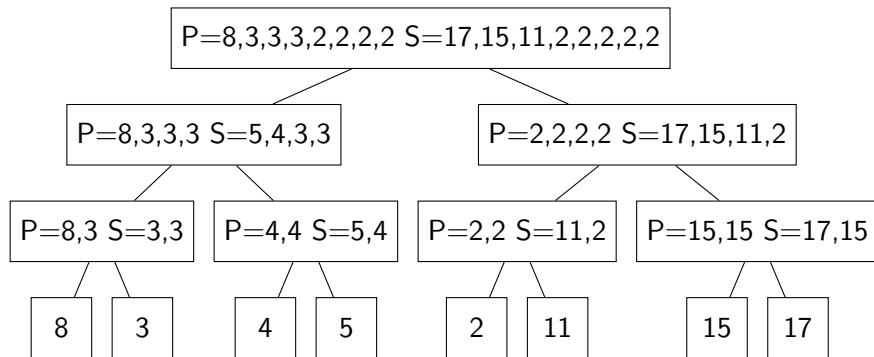 P=8,3,3,3,2,2,2,2 S=17,15,11,2,2,2,2,2
P=8,3,3,3 S=5,4,3,3
P=2,2,2,2 S=17,15,11,2
P=8,3 S=3,3
P=4,4 S=5,4
P=2,2 S=11,2
P=15,15 S=17,15
8
3
4
5
2
11
15
17